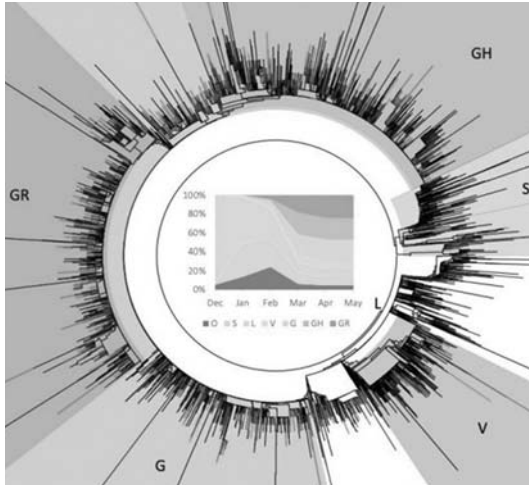 GH
S
GR
100%
80%
60%
40%
20%
0%
Dec Jan Feb Mar Apr May
L
O S L V G GH GR
V
G